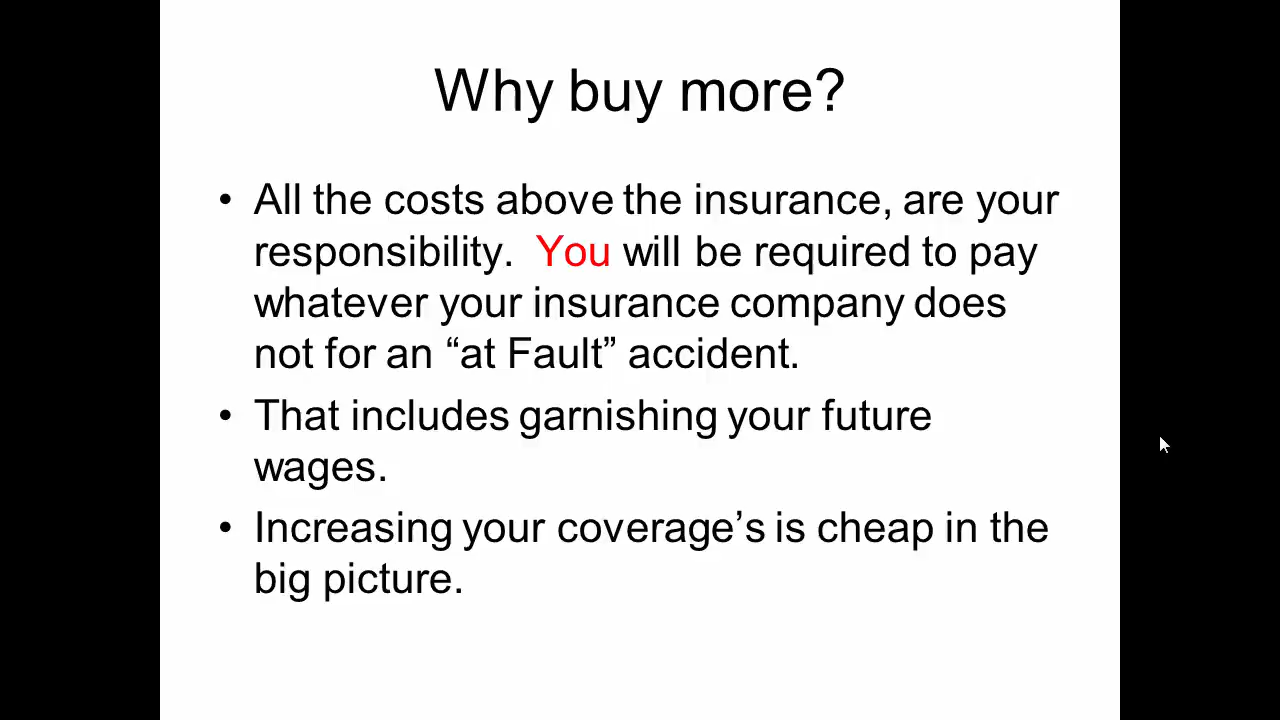 Why buy more?
• All the costs above the insurance, are your
responsibility.  You will be required to pay
whatever your insurance company does
not for an “at Fault” accident.
• That includes garnishing your future
wages.
• Increasing your coverage’s is cheap in the
big picture.